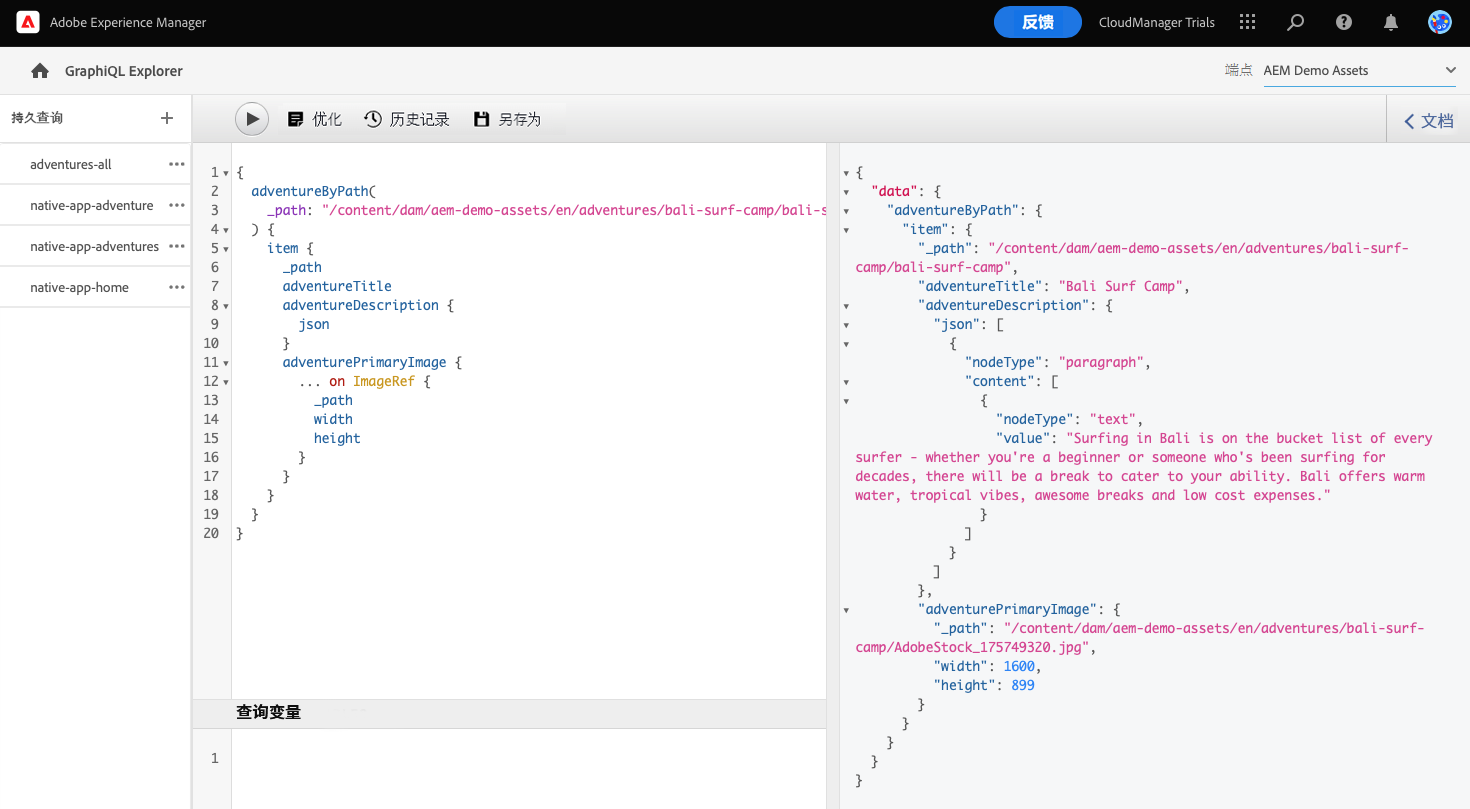 Adobe Experience Manager
反馈
CloudManager Trials
GraphiQL Explorer
端点
AEM Demo Assets
持久查询
adventures-all
native-app-adventure
native-app-adventures
native-app-home
优化
历史记录
另存为
文档
1 {
2 adventureByPath(
3 _path: "/content/dam/aem-demo-assets/en/adventures/bali-surf-camp/bali-s
4 ) {
5 item {
6 _path
7 adventureTitle
8 adventureDescription {
9 json
10 }
11 adventurePrimaryImage {
12 ... on ImageRef {
13 _path
14 width
15 height
16 }
17 }
18 }
19 }
20 }
查询变量
1
{
"data": {
"adventureByPath": {
"item": {
"_path": "/content/dam/aem-demo-assets/en/adventures/bali-surf-
camp/bali-surf-camp",
"adventureTitle": "Bali Surf Camp",
"adventureDescription": {
"json": [
{
"nodeType": "paragraph",
"content": [
{
"nodeType": "text",
"value": "Surfing in Bali is on the bucket list of every
surfer - whether you're a beginner or someone who's been surfing for
decades, there will be a break to cater to your ability. Bali offers warm
water, tropical vibes, awesome breaks and low cost expenses."
}
]
}
]
},
"adventurePrimaryImage": {
"_path": "/content/dam/aem-demo-assets/en/adventures/bali-surf-
camp/AdobeStock_175749320.jpg",
"width": 1600,
"height": 899
}
}
}
}
}